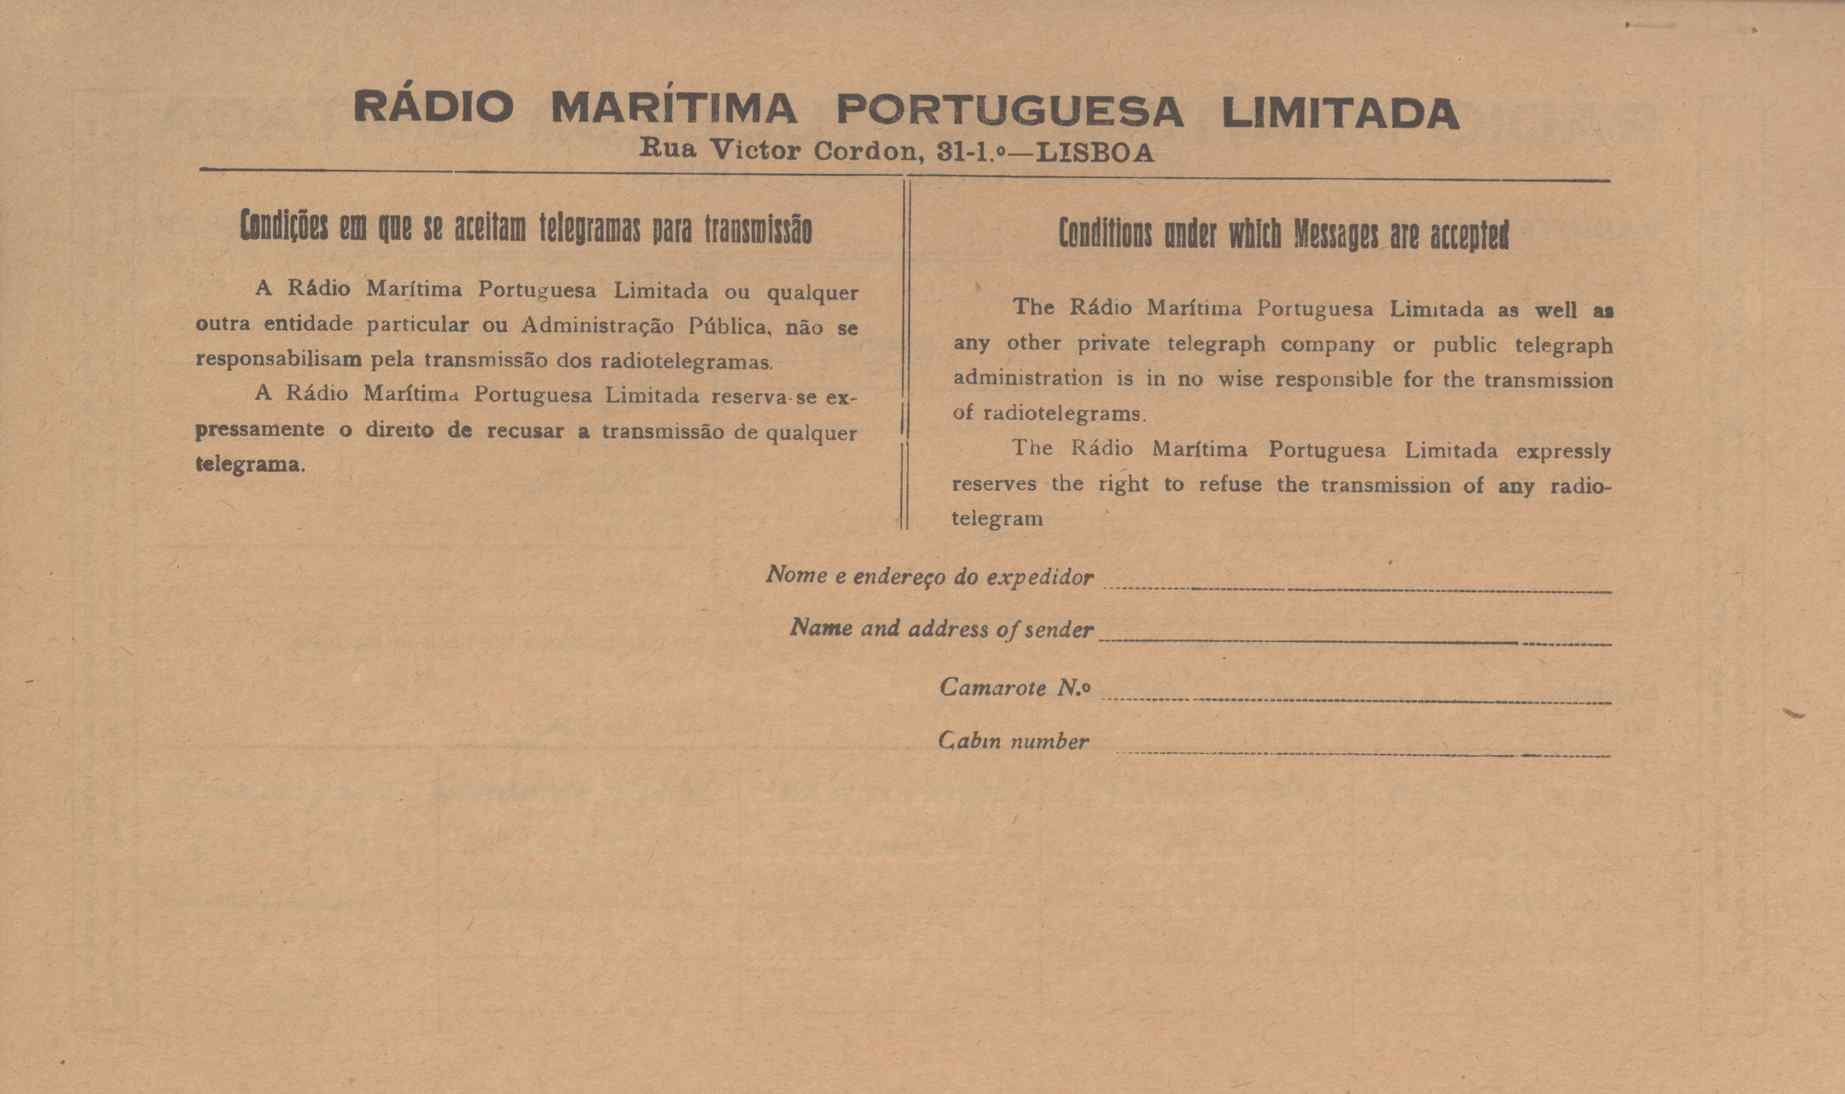 RÁDIO MARÍTIMA PORTUGUESA LIMITADA
Rua Victor Cordon, 31-1.º—LISBOA
Condições em que se aceitam telegramas para transmissão
A Rádio Marítima Portuguesa Limitada ou qualquer
outra entidade particular ou Administração Pública, não se
responsabilisam pela transmissão dos radiotelegramas.
A Rádio Marítima Portuguesa Limitada reserva-se ex-
pressamente o direito de recusar a transmissão de qualquer
telegrama.
Conditions under which Messages are accepted
The Rádio Marítima Portuguesa Limitada as well as
any other private telegraph company or public telegraph
administration is in no wise responsible for the transmission
of radiotelegrams.
The Rádio Marítima Portuguesa Limitada expressly
reserves the right to refuse the transmission of any radio-
telegram
Nome e endereço do expedidor
Name and address of sender
Camarote N.º
Cabin number